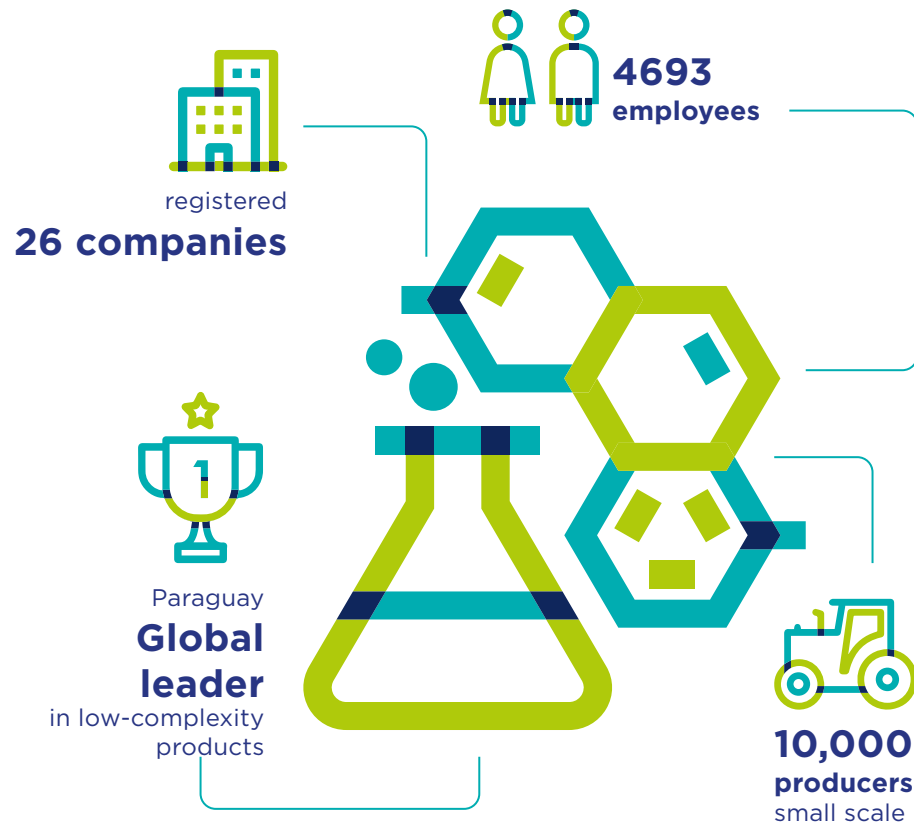 4693
employees
registered
26 companies
1
Paraguay
Global
leader
in low-complexity
products
10,000
producers
small scale